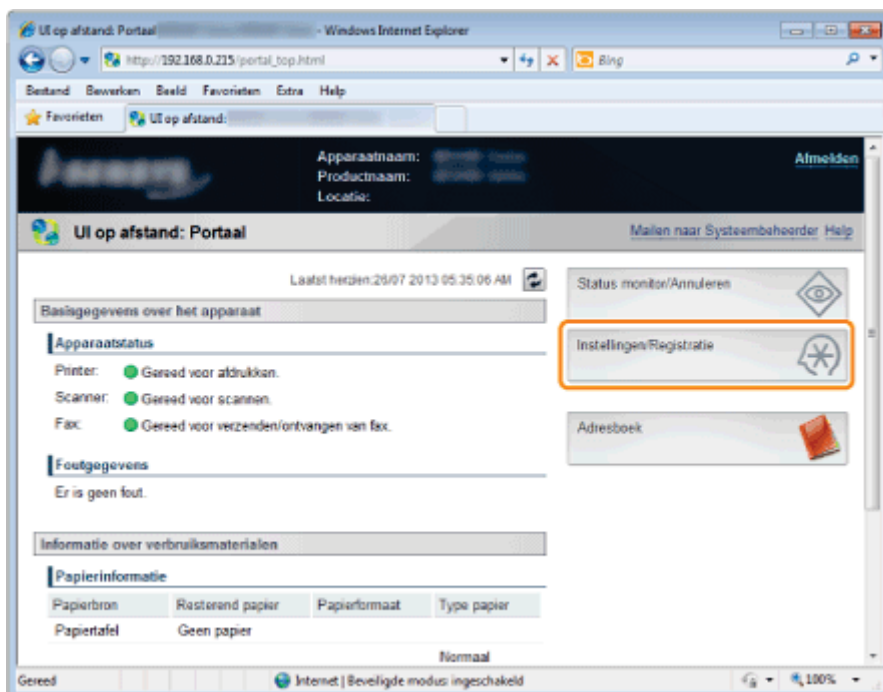 UI op afstand: Portaal - Windows Internet Explorer
http://192.168.0.215/portal_top.html
Bing
Bestand Bewerken Beeld Favorieten Extra Help
Favorieten UI op afstand:
Apparaatnaam:
Afmelden
Productnaam:
Locatie:
UI op afstand: Portaal
Mailen naar Systeembeheerder Help
Laatst herzien:26/07 2013 05:35:06 AM
Status monitor/Annuleren
Basisgegevens over het apparaat
Apparaatstatus
Instellingen/Registratie
Printer: Gereed voor afdrukken.
Scanner: Gereed voor scannen.
Fax: Gereed voor verzenden/ontvangen van fax.
Adresboek
Foutgegevens
Er is geen fout.
Informatie over verbruiksmaterialen
Papierinformatie
Papierbron Resterend papier Papierformaat Type papier
Papiertafel Geen papier
Normaal
Gereed Internet | Beveiligde modus: ingeschakeld 100%